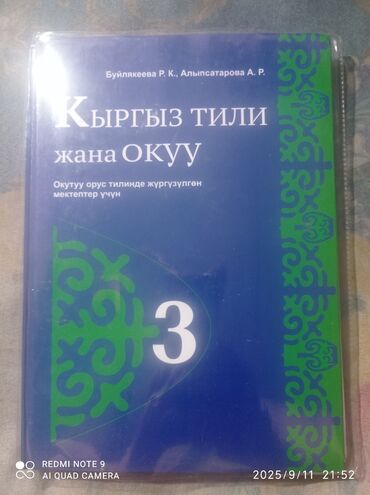 Буйлякеева Р. К., Алыпсатарова А. Р.
Кыргыз тили
жана окуу
Окутуу орус тилинде жүргүзүлгөн
мектептер үчүн
3
REDMI NOTE 9
AI QUAD CAMERA
2025/9/11 21:52